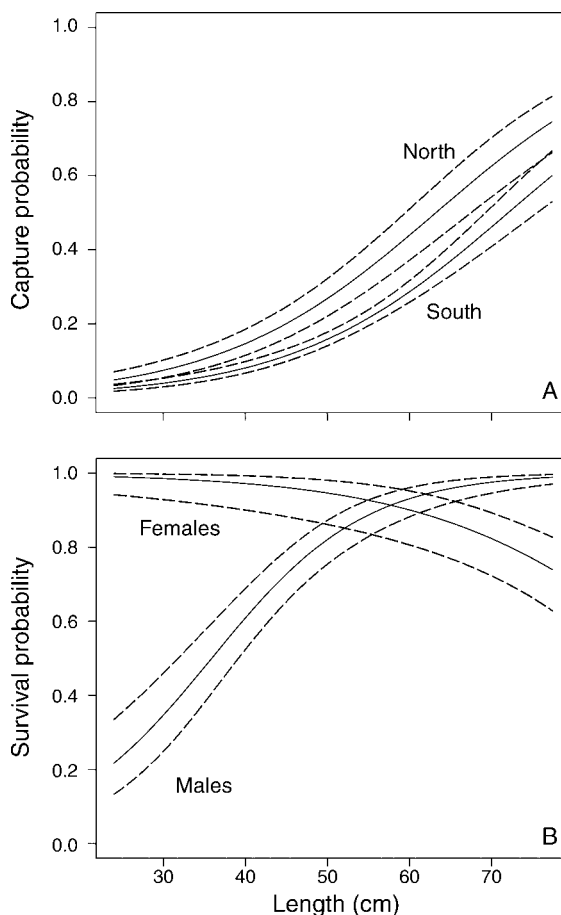 1.0
0.8
0.6
0.4
0.2
0.0
Capture probability
North
South
A
1.0
0.8
0.6
0.4
0.2
0.0
Survival probability
Females
Males
B
30 40 50 60 70
Length (cm)